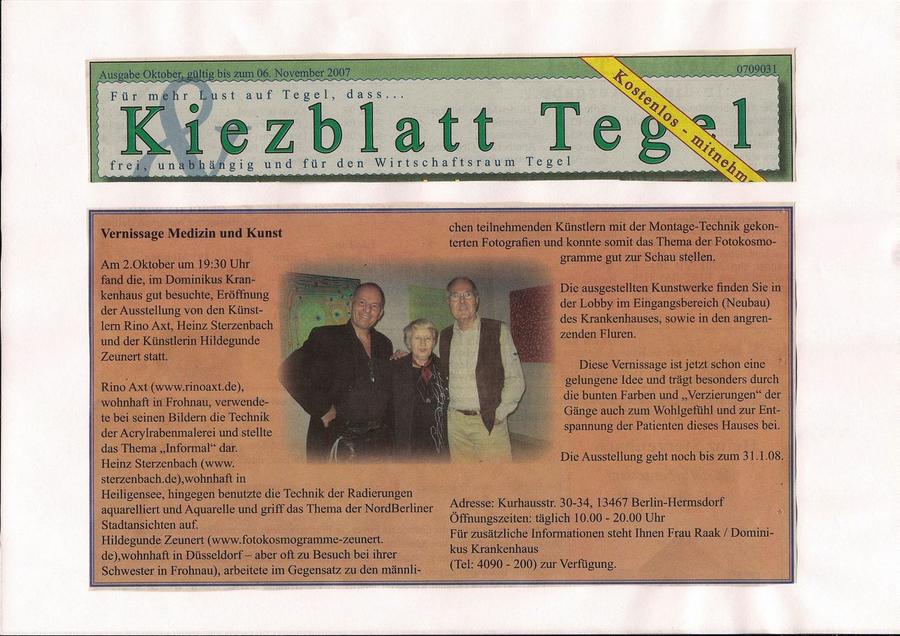 Ausgabe Oktober, gültig bis zum 06. November 2007
0709031
Für mehr Lust auf Tegel, dass...
Kiezblatt Tegel
Kostenlos - mitnehm
frei, unabhängig und für den Wirtschaftsraum Tegel
Vernissage Medizin und Kunst
Am 2.Oktober um 19:30 Uhr
fand die, im Dominikus Kran-
kenhaus gut besuchte, Eröffnung
der Ausstellung von den Künst-
lern Rino Axt, Heinz Sterzenbach
und der Künstlerin Hildegunde
Zeunert statt.
Rino Axt (www.rinoaxt.de),
wohnhaft in Frohnau, verwende-
te bei seinen Bildern die Technik
der Acrylrabenmalerei und stellte
das Thema „Informal“ dar.
Heinz Sterzenbach (www.
sterzenbach.de),wohnhaft in
Heiligensee, hingegen benutzte die Technik der Radierungen
aquarelliert und Aquarelle und griff das Thema der NordBerliner
Stadtansichten auf.
Hildegunde Zeunert (www.fotokosmogramme-zeunert.
de),wohnhaft in Düsseldorf – aber oft zu Besuch bei ihrer
Schwester in Frohnau), arbeitete im Gegensatz zu den männli-
chen teilnehmenden Künstlern mit der Montage-Technik gekon-
terten Fotografien und konnte somit das Thema der Fotokosmo-
gramme gut zur Schau stellen.
Die ausgestellten Kunstwerke finden Sie in
der Lobby im Eingangsbereich (Neubau)
des Krankenhauses, sowie in den angren-
zenden Fluren.
Diese Vernissage ist jetzt schon eine
gelungene Idee und trägt besonders durch
die bunten Farben und „Verzierungen“ der
Gänge auch zum Wohlgefühl und zur Ent-
spannung der Patienten dieses Hauses bei.
Die Ausstellung geht noch bis zum 31.1.08.
Adresse: Kurhausstr. 30-34, 13467 Berlin-Hermsdorf
Öffnungszeiten: täglich 10.00 - 20.00 Uhr
Für zusätzliche Informationen steht Ihnen Frau Raak / Domini-
kus Krankenhaus
(Tel: 4090 - 200) zur Verfügung.